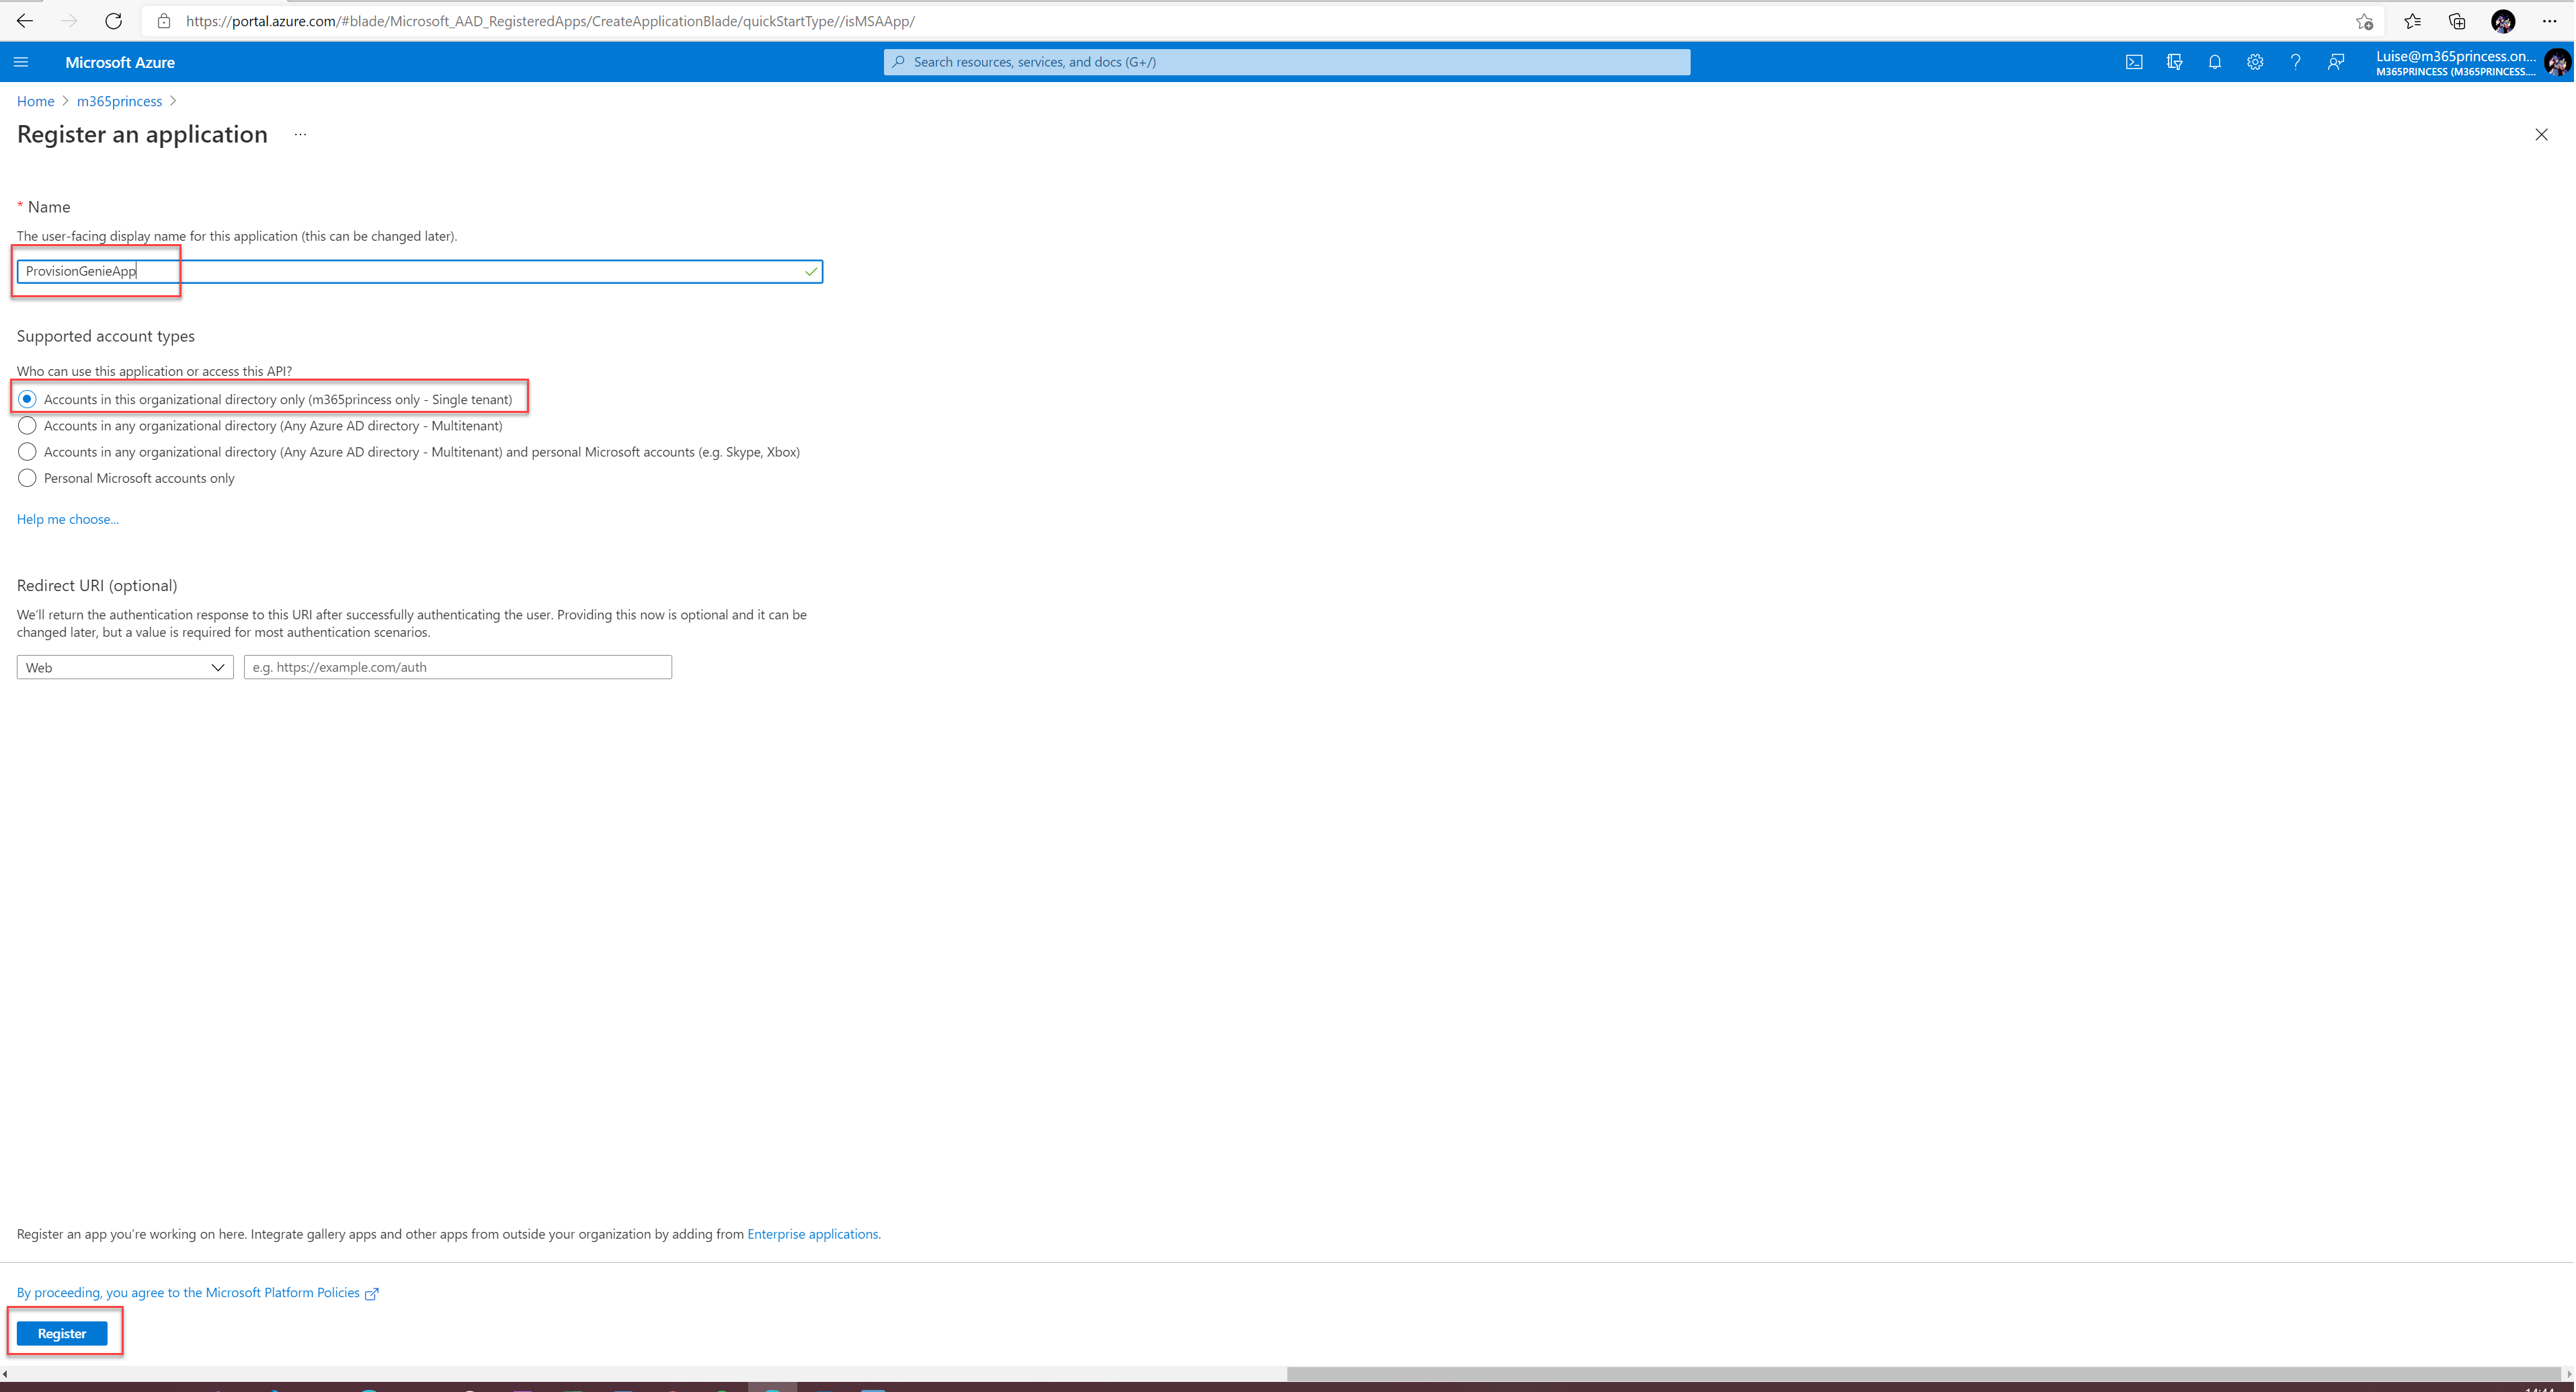 https://portal.azure.com/#blade/Microsoft_AAD_RegisteredApps/CreateApplicationBlade/quickStartType//isMSAApp/
Microsoft Azure
Search resources, services, and docs (G+/)
Luise@m365princess.on...
M365PRINCESS (M365PRINCESS....
Home > m365princess >
Register an application ...
* Name
The user-facing display name for this application (this can be changed later).
ProvisionGenieApp
Supported account types
Who can use this application or access this API?
Accounts in this organizational directory only (m365princess only - Single tenant)
Accounts in any organizational directory (Any Azure AD directory - Multitenant)
Accounts in any organizational directory (Any Azure AD directory - Multitenant) and personal Microsoft accounts (e.g. Skype, Xbox)
Personal Microsoft accounts only
Help me choose...
Redirect URI (optional)
We'll return the authentication response to this URI after successfully authenticating the user. Providing this now is optional and it can be
changed later, but a value is required for most authentication scenarios.
Web
e.g. https://example.com/auth
Register an app you're working on here. Integrate gallery apps and other apps from outside your organization by adding from Enterprise applications.
By proceeding, you agree to the Microsoft Platform Policies
Register